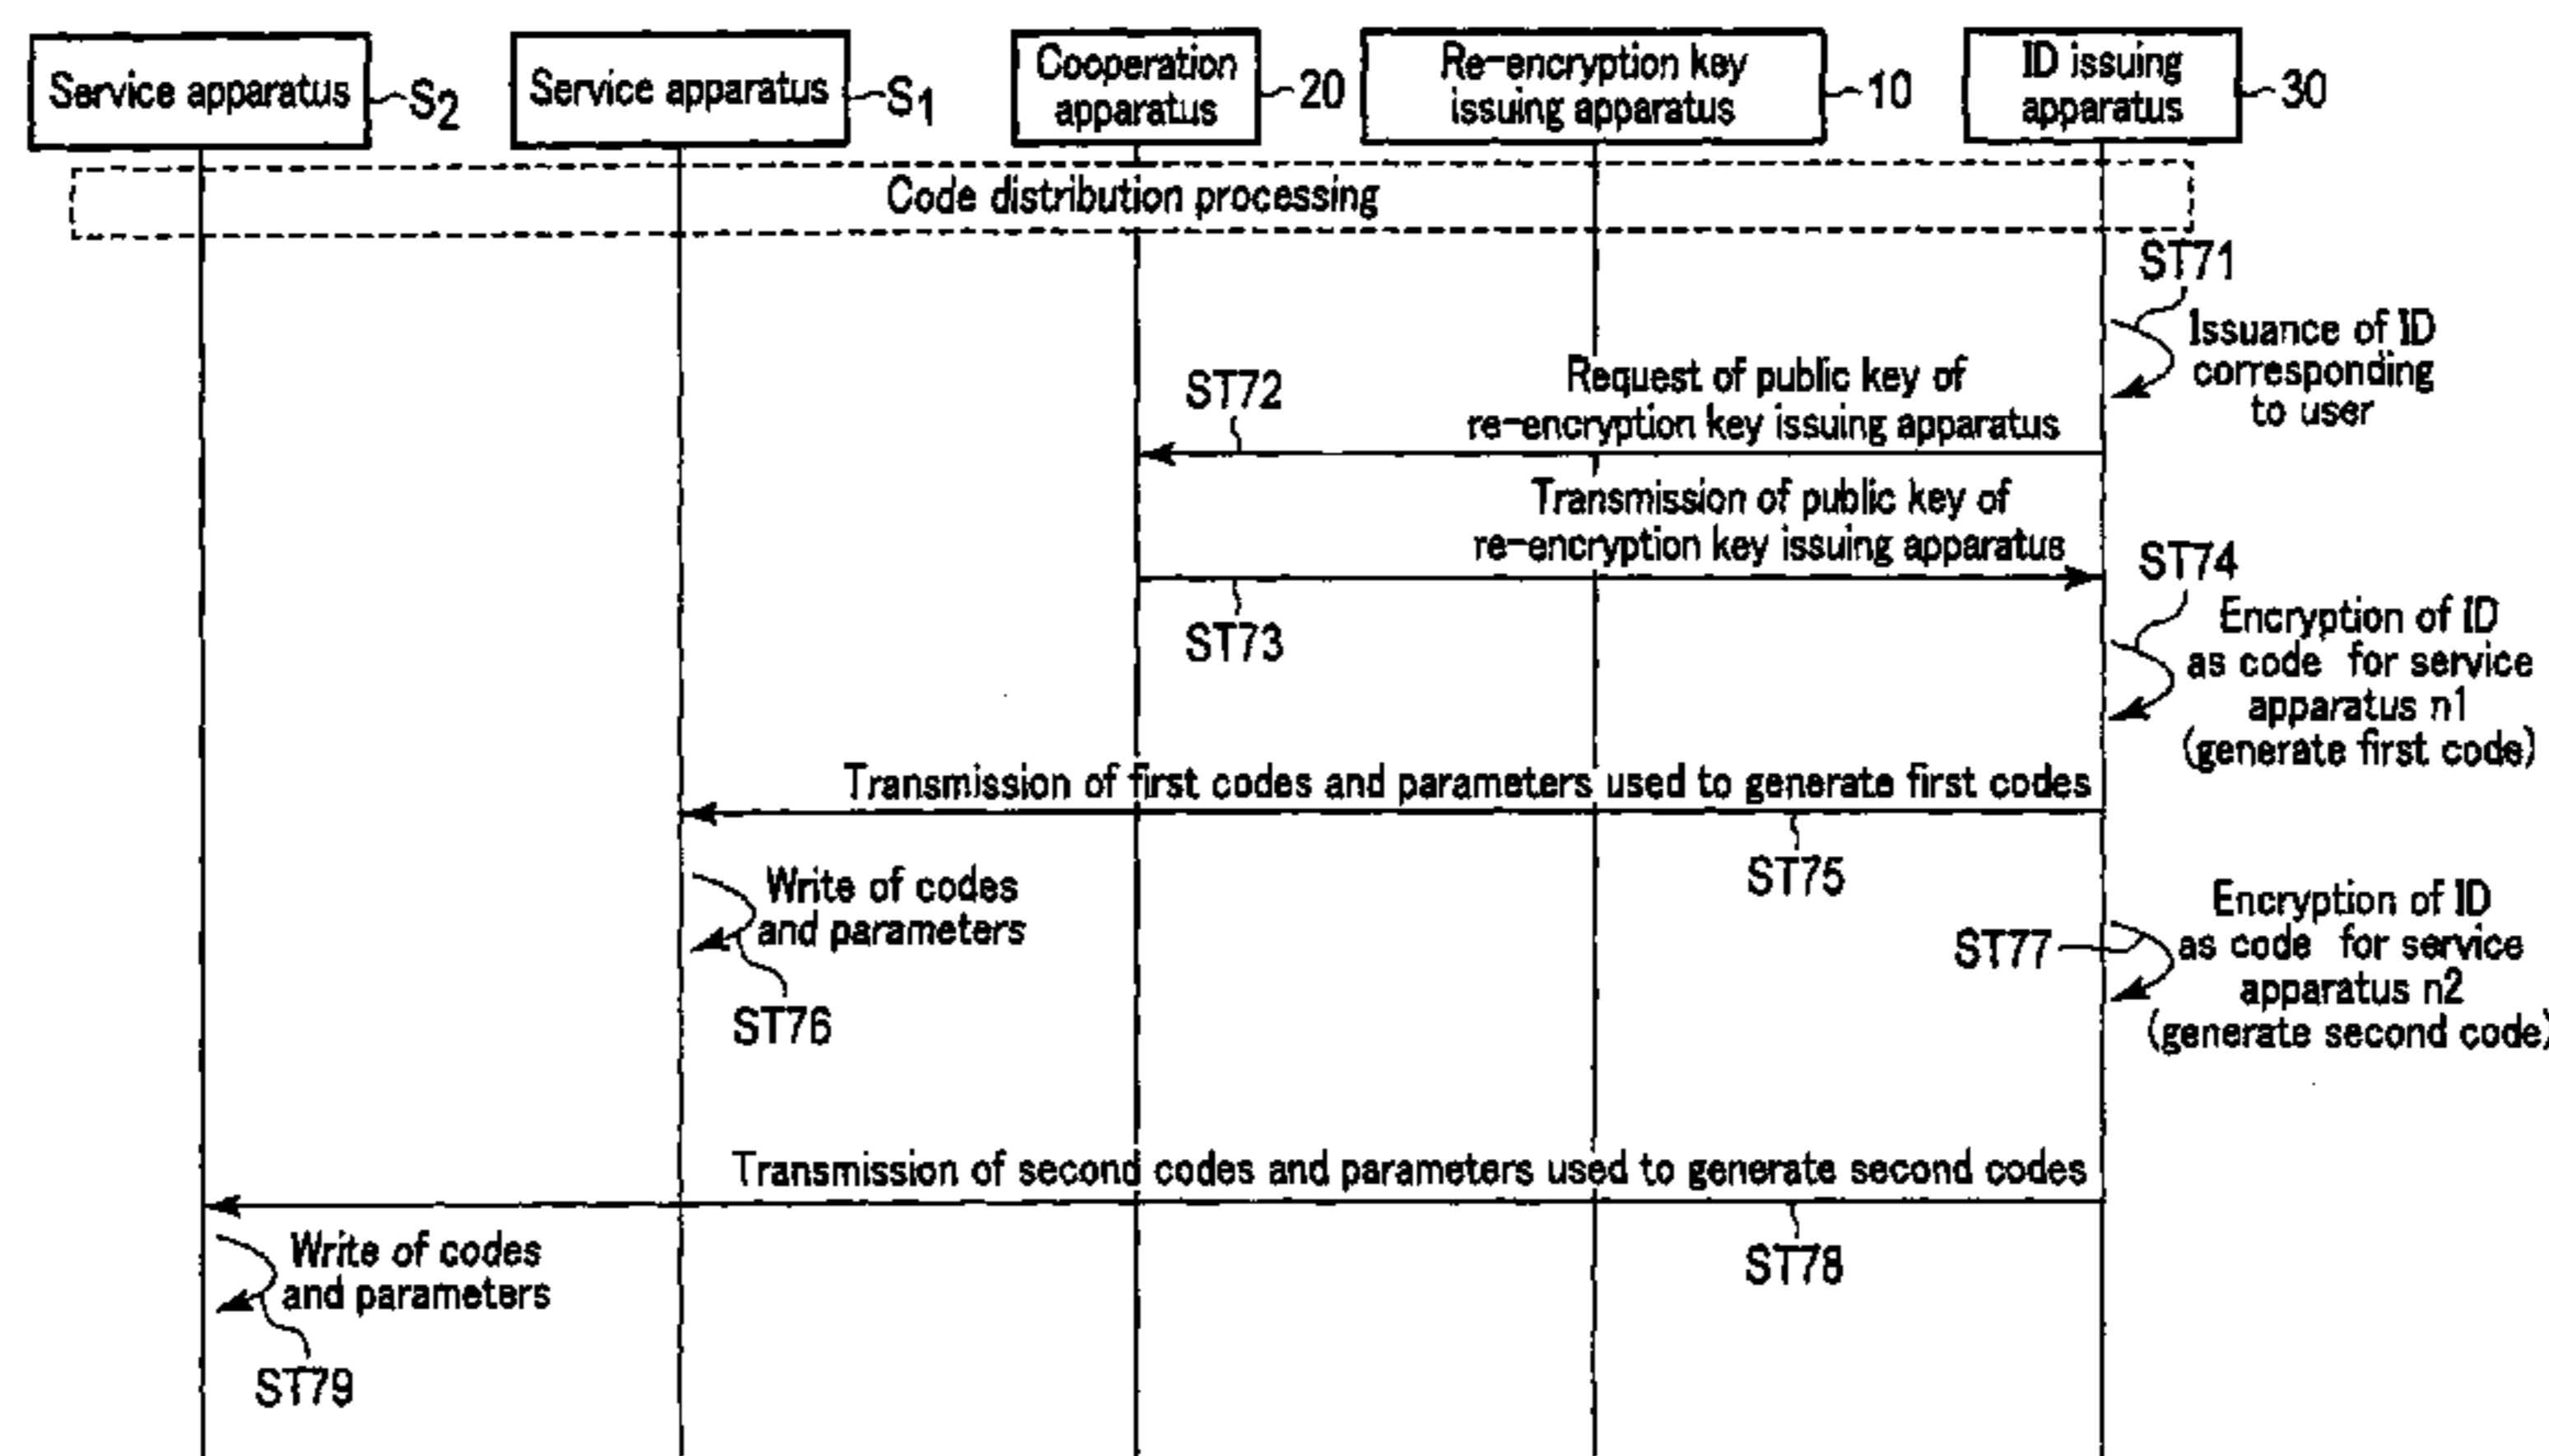 Service apparatus
S2
Service apparatus
S1
Cooperation
apparatus
20
Re-encryption key
issuing apparatus
10
ID issuing
apparatus
30
Code distribution processing
ST71
Issuance of ID
corresponding
to user
ST72
Request of public key of
re-encryption key issuing apparatus
Transmission of public key of
re-encryption key issuing apparatus
ST73
ST74
Encryption of ID
as code for service
apparatus n1
(generate first code)
Transmission of first codes and parameters used to generate first codes
ST75
Write of codes
and parameters
ST76
ST77
Encryption of ID
as code for service
apparatus n2
(generate second code)
Transmission of second codes and parameters used to generate second codes
ST78
Write of codes
and parameters
ST79